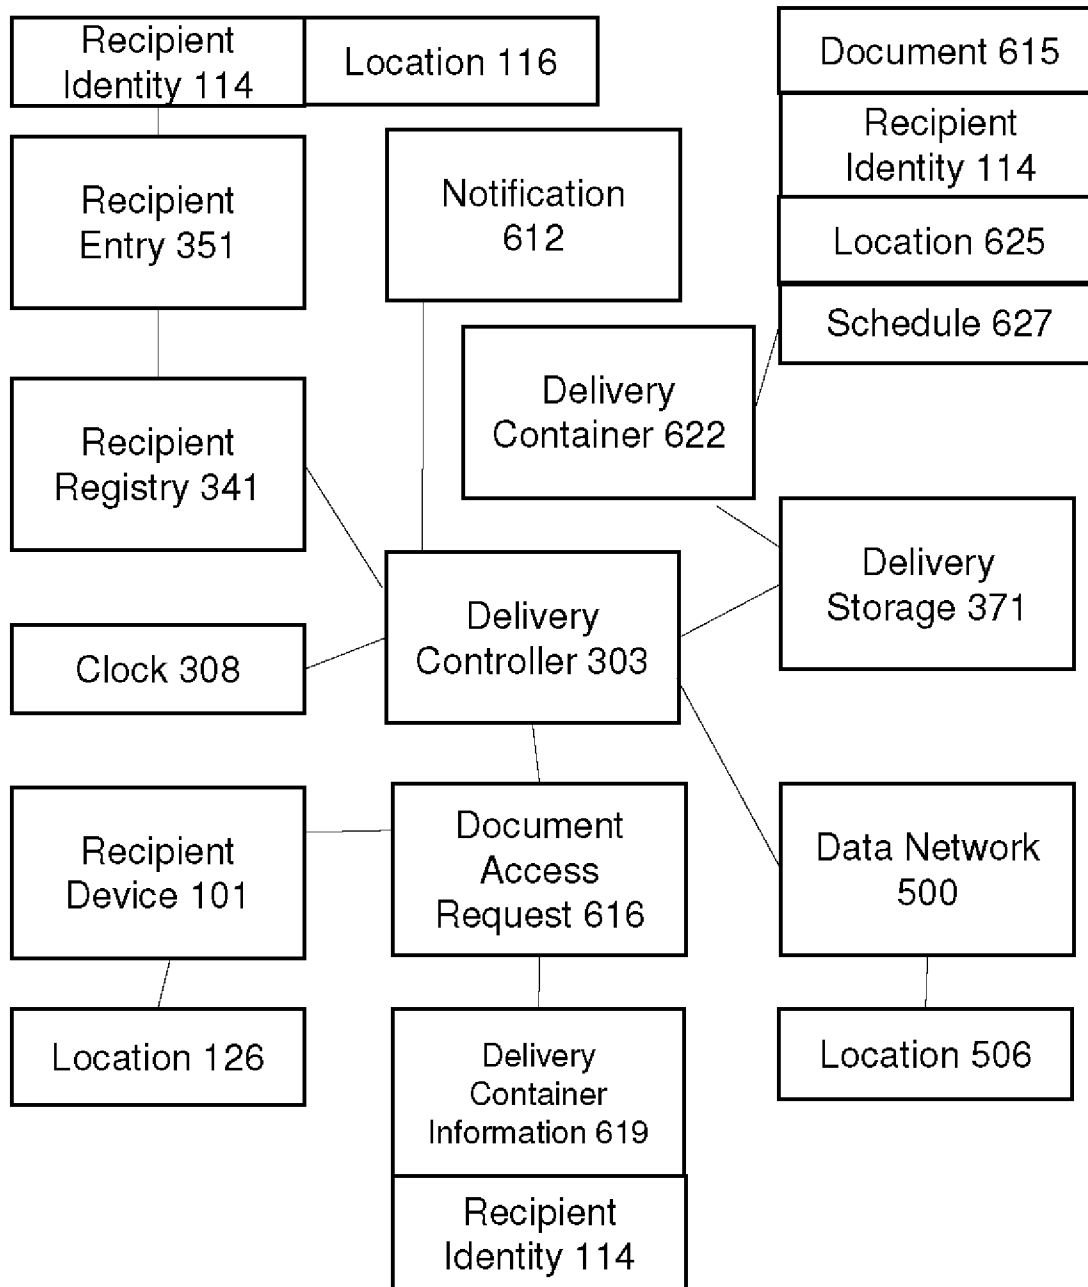 Recipient
Identity 114
Location 116
Document 615
Recipient
Identity 114
Location 625
Schedule 627
Recipient
Entry 351
Notification
612
Delivery
Container 622
Recipient
Registry 341
Delivery
Storage 371
Delivery
Controller 303
Clock 308
Recipient
Device 101
Document
Access
Request 616
Data Network
500
Location 126
Delivery
Container
Information 619
Recipient
Identity 114
Location 506